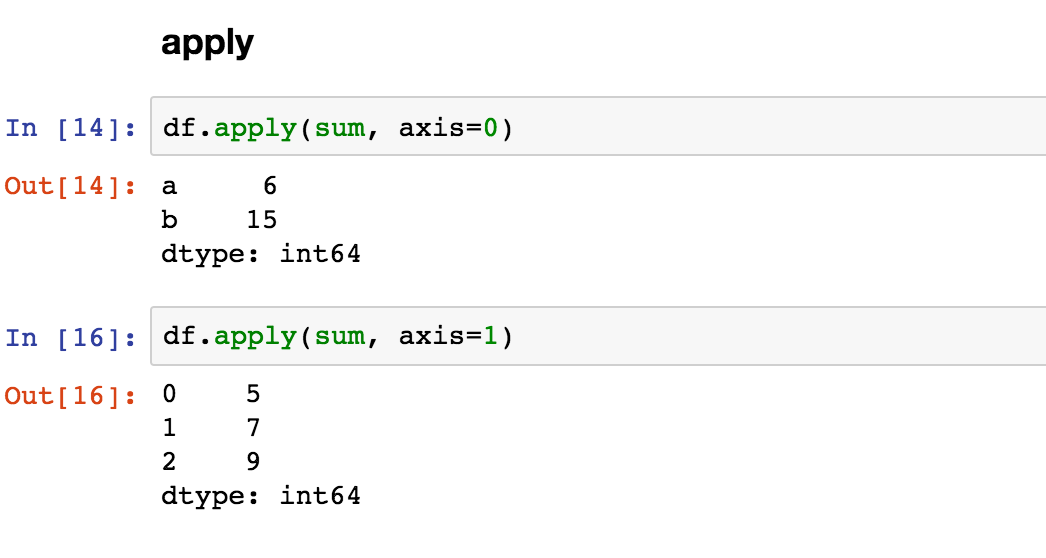 apply
In [14]: df.apply(sum, axis=0)
Out[14]: a     6
b    15
dtype: int64
In [16]: df.apply(sum, axis=1)
Out[16]: 0    5
1    7
2    9
dtype: int64